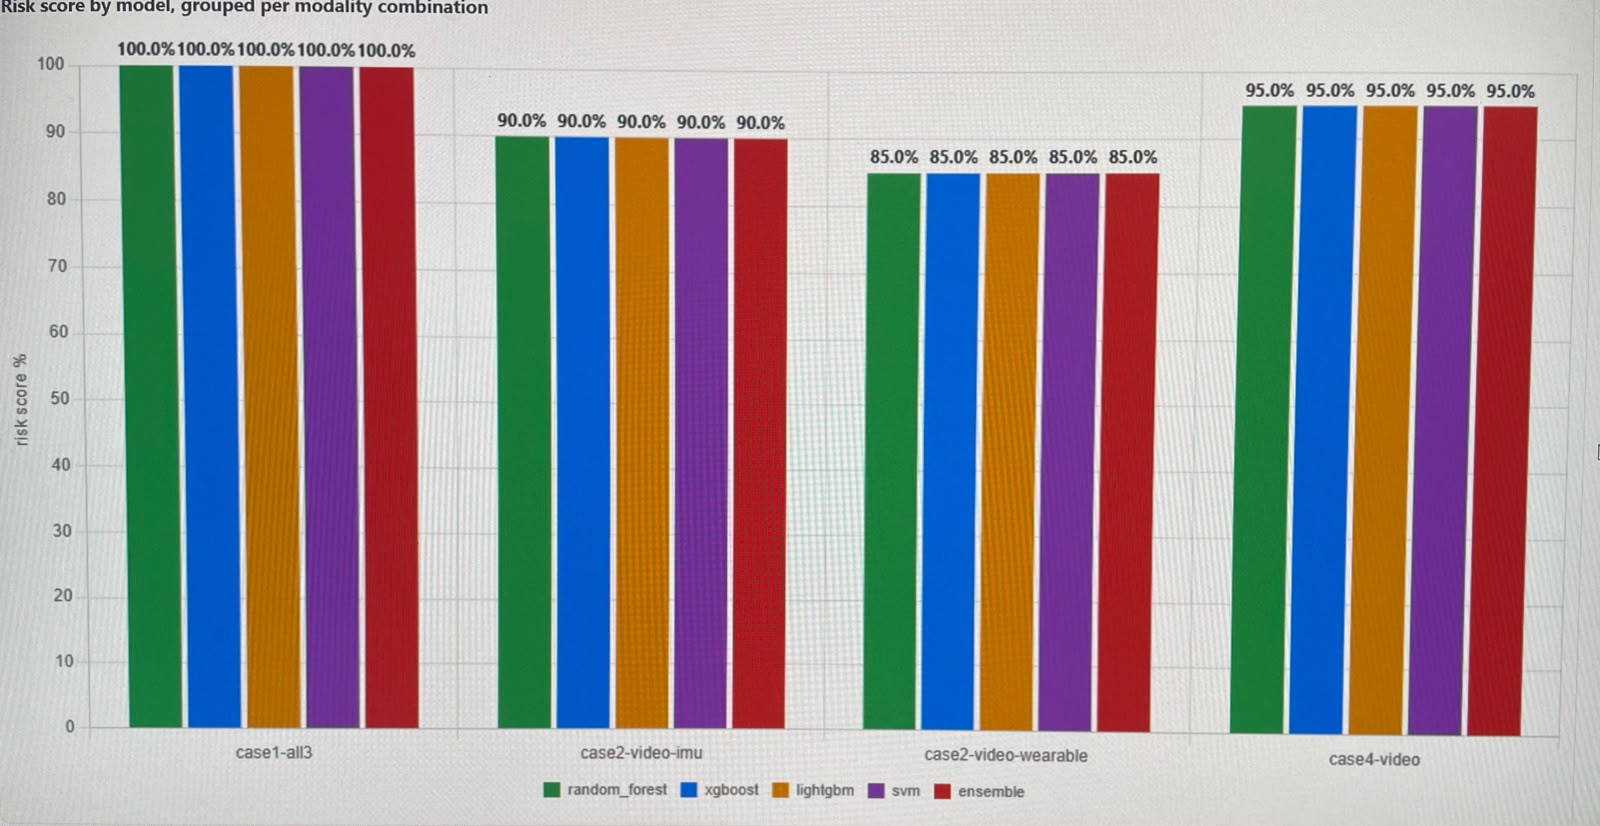 Risk score by model, grouped per modality combination
100.0% 100.0% 100.0% 100.0% 100.0%
90.0% 90.0% 90.0% 90.0% 90.0%
85.0% 85.0% 85.0% 85.0% 85.0%
95.0% 95.0% 95.0% 95.0% 95.0%
100
90
80
70
60
50
40
30
20
10
0
risk score %
case1-all3
case2-video-imu
case2-video-wearable
case4-video
random_forest xgboost lightgbm svm ensemble